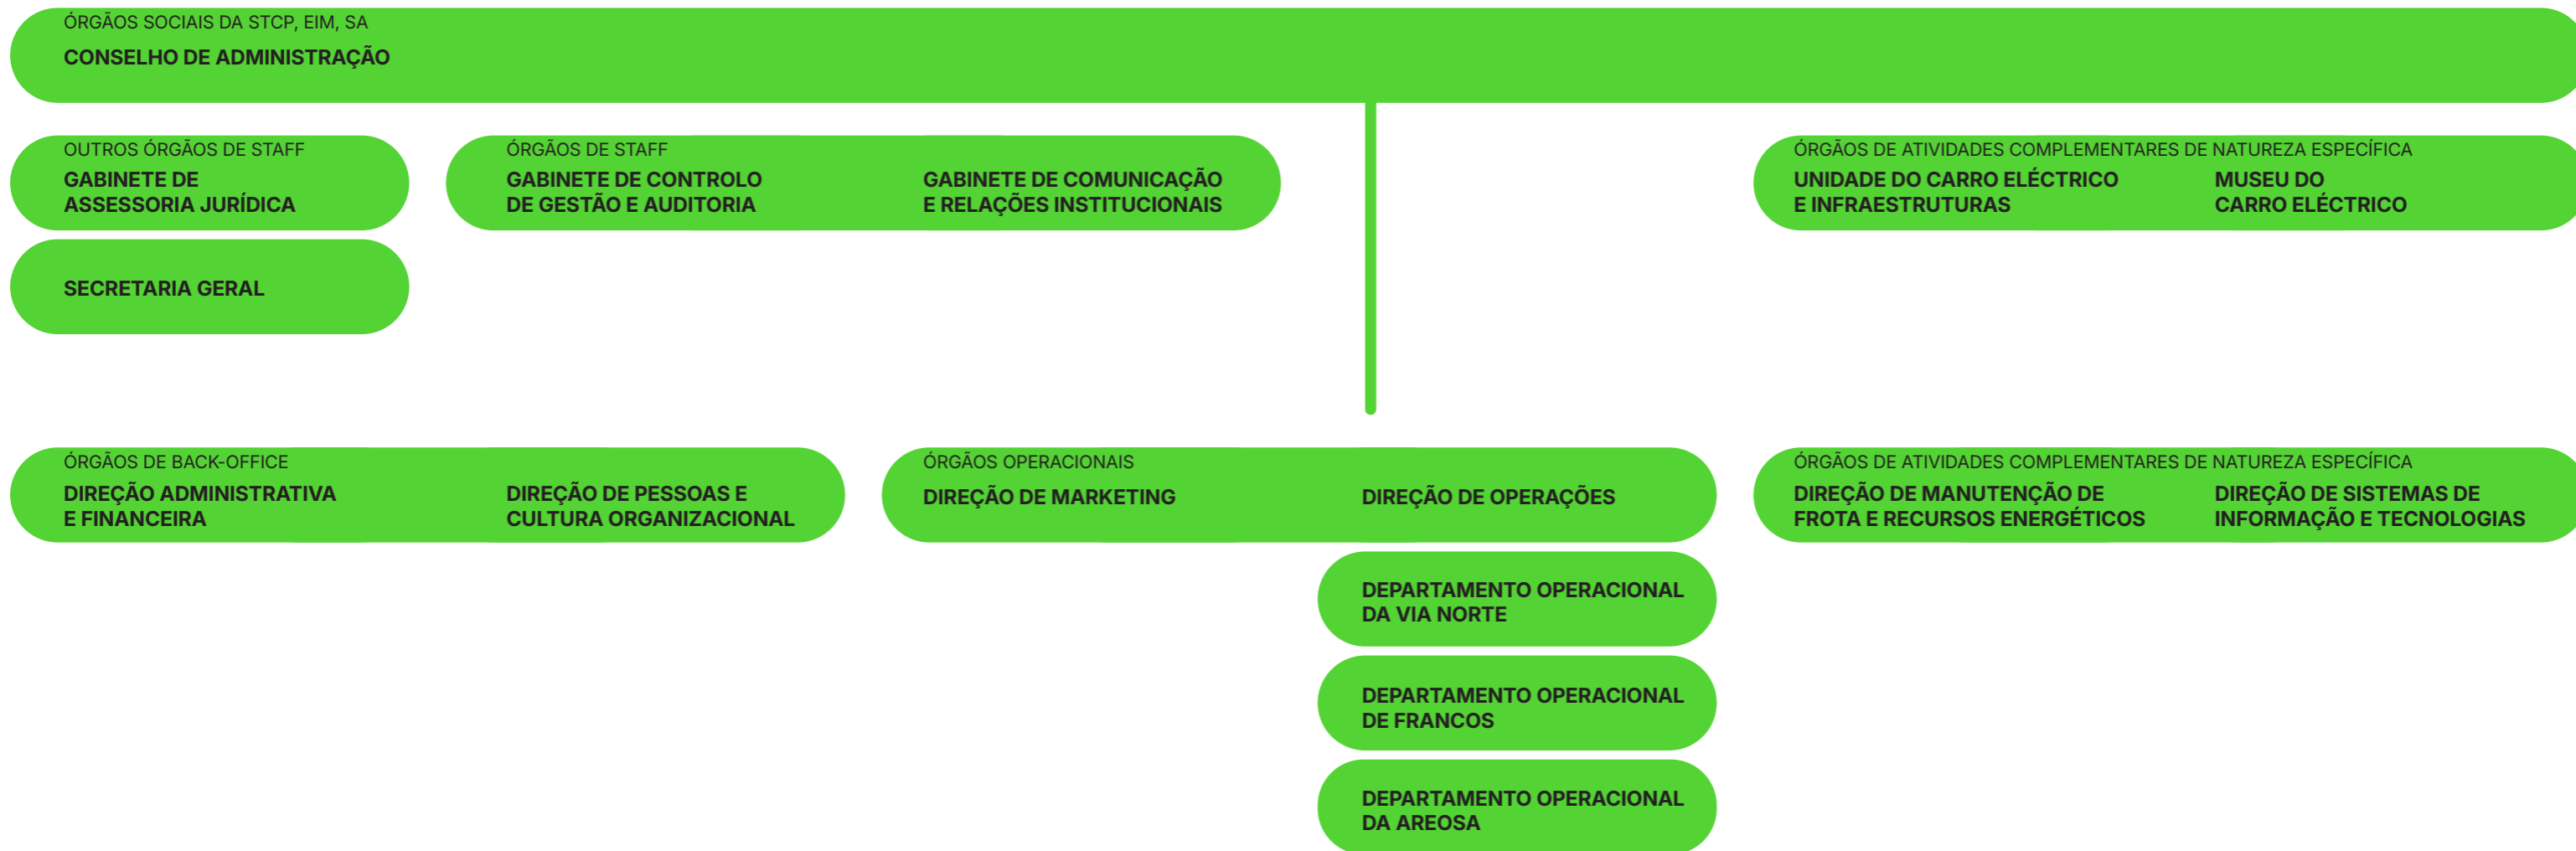 ÓRGÃOS SOCIAIS DA STCP, EIM, SA
CONSELHO DE ADMINISTRAÇÃO
OUTROS ÓRGÃOS DE STAFF
GABINETE DE
ASSESSORIA JURÍDICA
SECRETARIA GERAL
ÓRGÃOS DE STAFF
GABINETE DE CONTROLO
DE GESTÃO E AUDITORIA
GABINETE DE COMUNICAÇÃO
E RELAÇÕES INSTITUCIONAIS
ÓRGÃOS DE ATIVIDADES COMPLEMENTARES DE NATUREZA ESPECÍFICA
UNIDADE DO CARRO ELÉCTRICO
E INFRAESTRUTURAS
MUSEU DO
CARRO ELÉCTRICO
ÓRGÃOS DE BACK-OFFICE
DIREÇÃO ADMINISTRATIVA
E FINANCEIRA
DIREÇÃO DE PESSOAS E
CULTURA ORGANIZACIONAL
ÓRGÃOS OPERACIONAIS
DIREÇÃO DE MARKETING
DIREÇÃO DE OPERAÇÕES
DEPARTAMENTO OPERACIONAL
DA VIA NORTE
DEPARTAMENTO OPERACIONAL
DE FRANCOS
DEPARTAMENTO OPERACIONAL
DA AREOSA
ÓRGÃOS DE ATIVIDADES COMPLEMENTARES DE NATUREZA ESPECÍFICA
DIREÇÃO DE MANUTENÇÃO DE
FROTA E RECURSOS ENERGÉTICOS
DIREÇÃO DE SISTEMAS DE
INFORMAÇÃO E TECNOLOGIAS